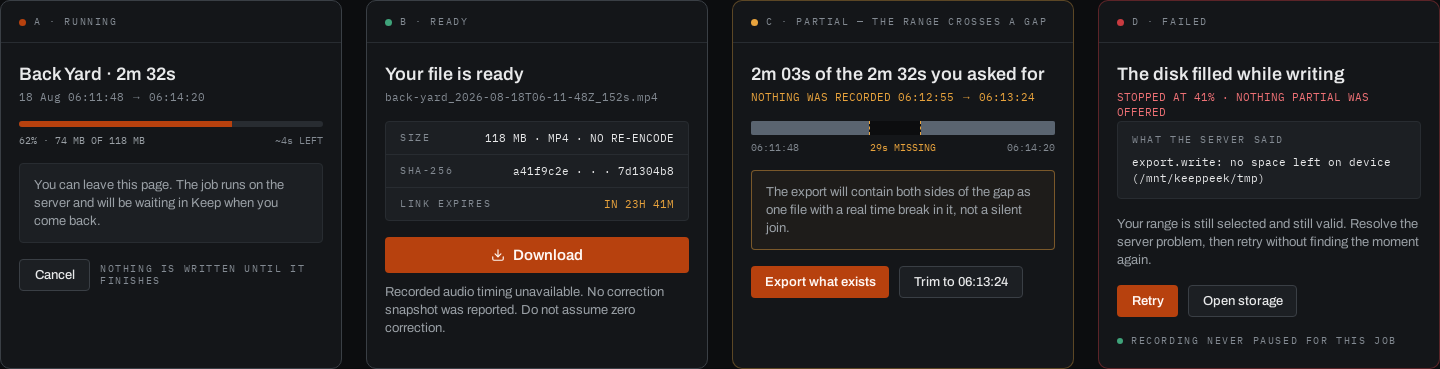 A · RUNNING
Back Yard · 2m 32s
18 Aug 06:11:48 → 06:14:20
62% · 74 MB OF 118 MB
~4s LEFT
You can leave this page. The job runs on the
server and will be waiting in Keep when you
come back.
Cancel
NOTHING IS WRITTEN UNTIL IT
FINISHES
B · READY
Your file is ready
back-yard_2026-08-18T06-11-48Z_152s.mp4
SIZE
118 MB · MP4 · NO RE-ENCODE
SHA-256
a41f9c2e · · · 7d1304b8
LINK EXPIRES
IN 23H 41M
Download
Recorded audio timing unavailable. No correction
snapshot was reported. Do not assume zero
correction.
C · PARTIAL — THE RANGE CROSSES A GAP
2m 03s of the 2m 32s you asked for
NOTHING WAS RECORDED 06:12:55 → 06:13:24
06:11:48
29s MISSING
06:14:20
The export will contain both sides of the gap as
one file with a real time break in it, not a silent
join.
Export what exists
Trim to 06:13:24
D · FAILED
The disk filled while writing
STOPPED AT 41% · NOTHING PARTIAL WAS
OFFERED
WHAT THE SERVER SAID
export.write: no space left on device
(/mnt/keeppeek/tmp)
Your range is still selected and still valid. Resolve the
server problem, then retry without finding the moment
again.
Retry
Open storage
RECORDING NEVER PAUSED FOR THIS JOB